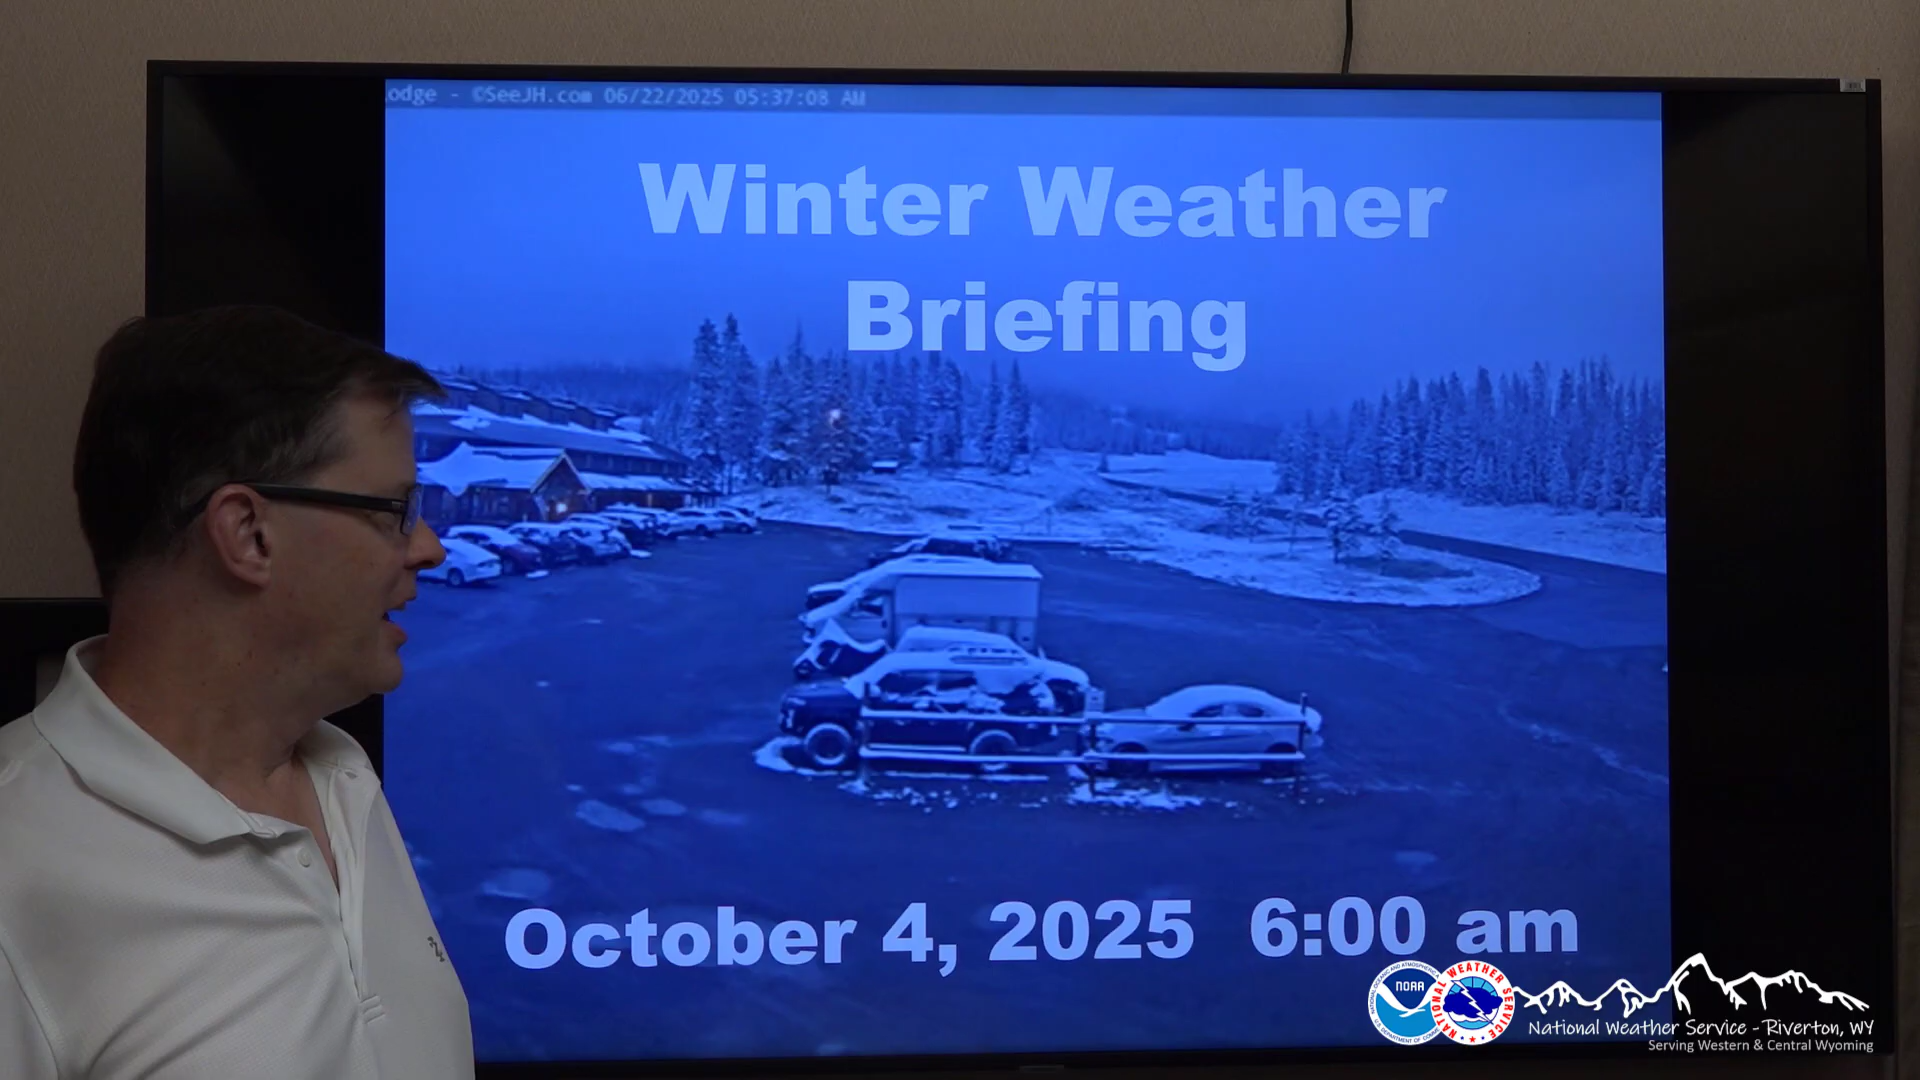 odge - ©SeeJH.com 06/22/2025 05:37:08 AM
Winter Weather
Briefing
October 4, 2025 6:00 am
NOAA
NATIONAL WEATHER SERVICE
National Weather Service - Riverton, WY
Serving Western & Central Wyoming